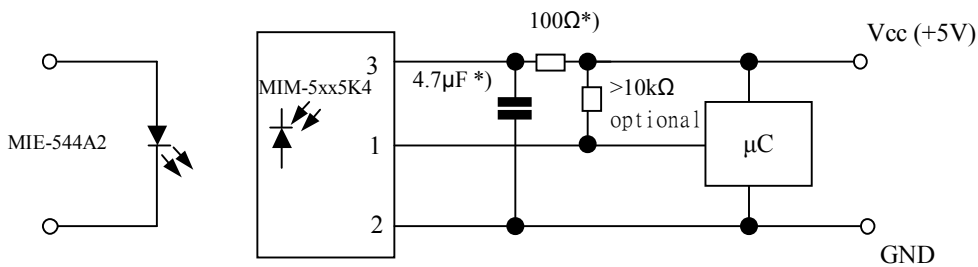 100Ω*)
Vcc (+5V)
3
MIM-5xx5K4
4.7µF *)
>10kΩ
optional
MIE-544A2
1
µC
2
GND